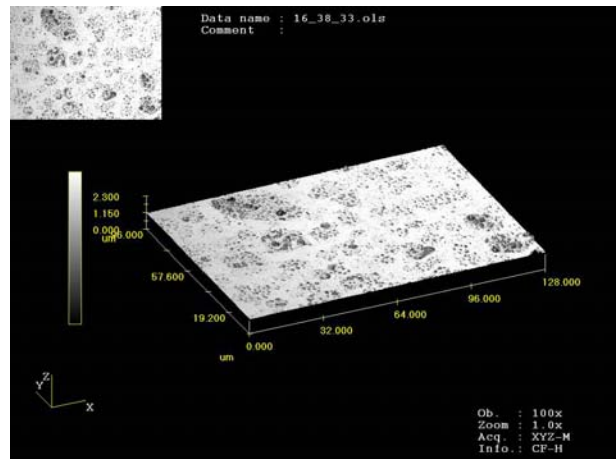 Data name : 16_38_33.ols
Comment :
2.300
1.150
0.000
um
96.000
57.600
19.200
0.000
32.000
64.000
96.000
128.000
um
Z
Y
X
Ob. : 100x
Zoom : 1.0x
Acq. : XYZ-M
Info. : CF-H